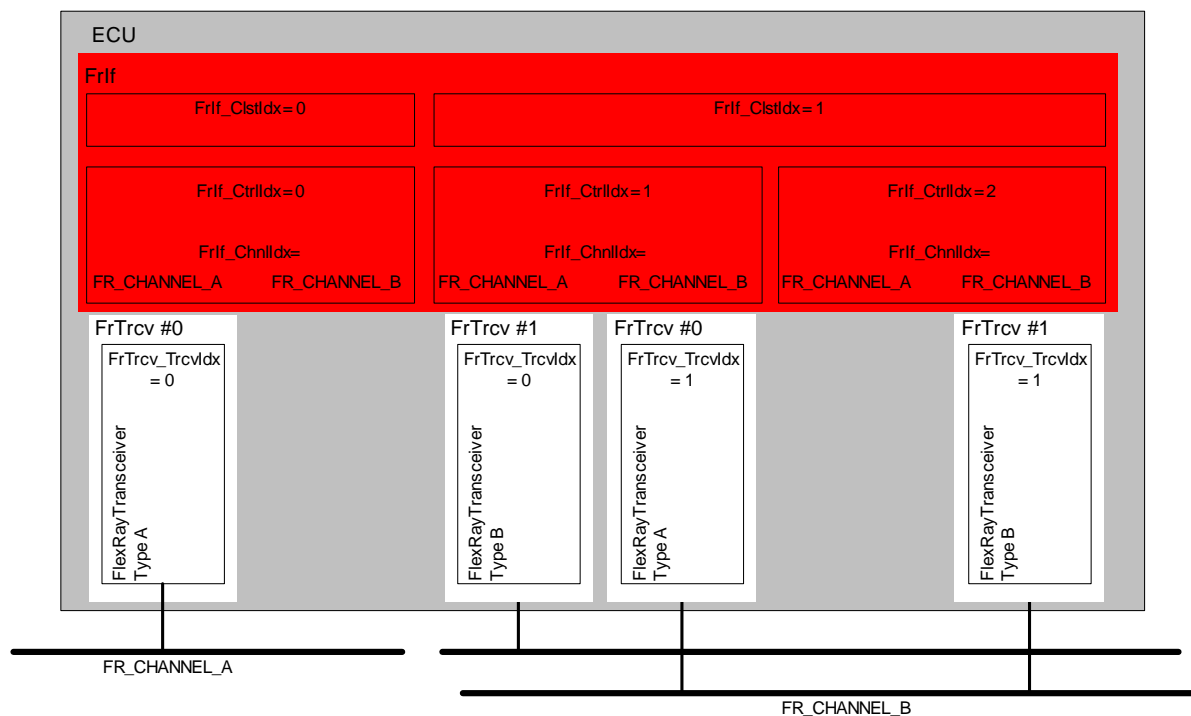 ECU
FrIf
FrIf_ClstIdx= 0
FrIf_ClstIdx= 1
FrIf_CtrlIdx=0
FrIf_CtrlIdx=1
FrIf_CtrlIdx=2
FrIf_ChnlIdx=
FrIf_ChnlIdx=
FrIf_ChnlIdx=
FR_CHANNEL_A
FR_CHANNEL_B
FR_CHANNEL_A
FR_CHANNEL_B
FR_CHANNEL_A
FR_CHANNEL_B
FrTrcv #0
FrTrcv #1
FrTrcv #0
FrTrcv #1
FrTrcv_TrcvIdx
= 0
FrTrcv_TrcvIdx
= 0
FrTrcv_TrcvIdx
= 1
FrTrcv_TrcvIdx
= 1
FlexRayTransceiver
Type A
FlexRayTransceiver
Type B
FlexRayTransceiver
Type A
FlexRayTransceiver
Type B
FR_CHANNEL_A
FR_CHANNEL_B